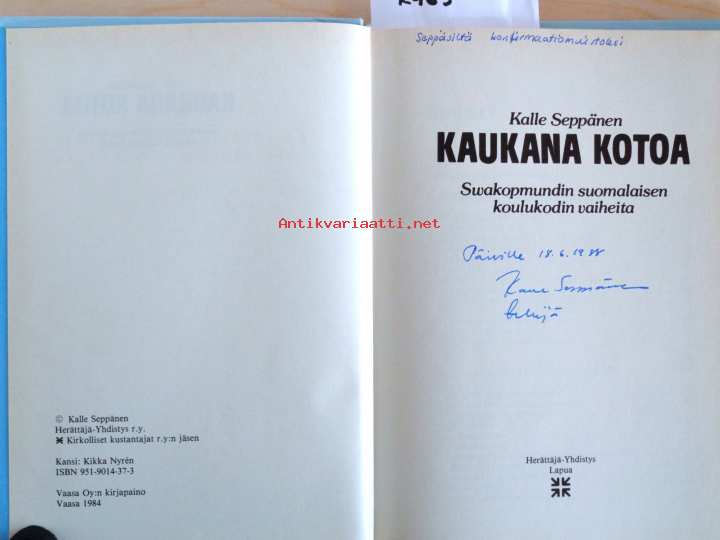 © Kalle Seppänen
Herättäjä-Yhdistys r.y.
Kirkolliset kustantajat r.y:n jäsen
Kansi: Kikka Nyrén
ISBN 951-9014-37-3
Vaasa Oy:n kirjapaino
Vaasa 1984
Antikvariaatti.net
Seppäsiltä konfirmaatiomuistoksi
Kalle Seppänen
KAUKANA KOTOA
Swakopmundin suomalaisen
koulukodin vaiheita
Päiville 18.6.1988
Kalle Seppänen
tekijä
Herättäjä-Yhdistys
Lapua